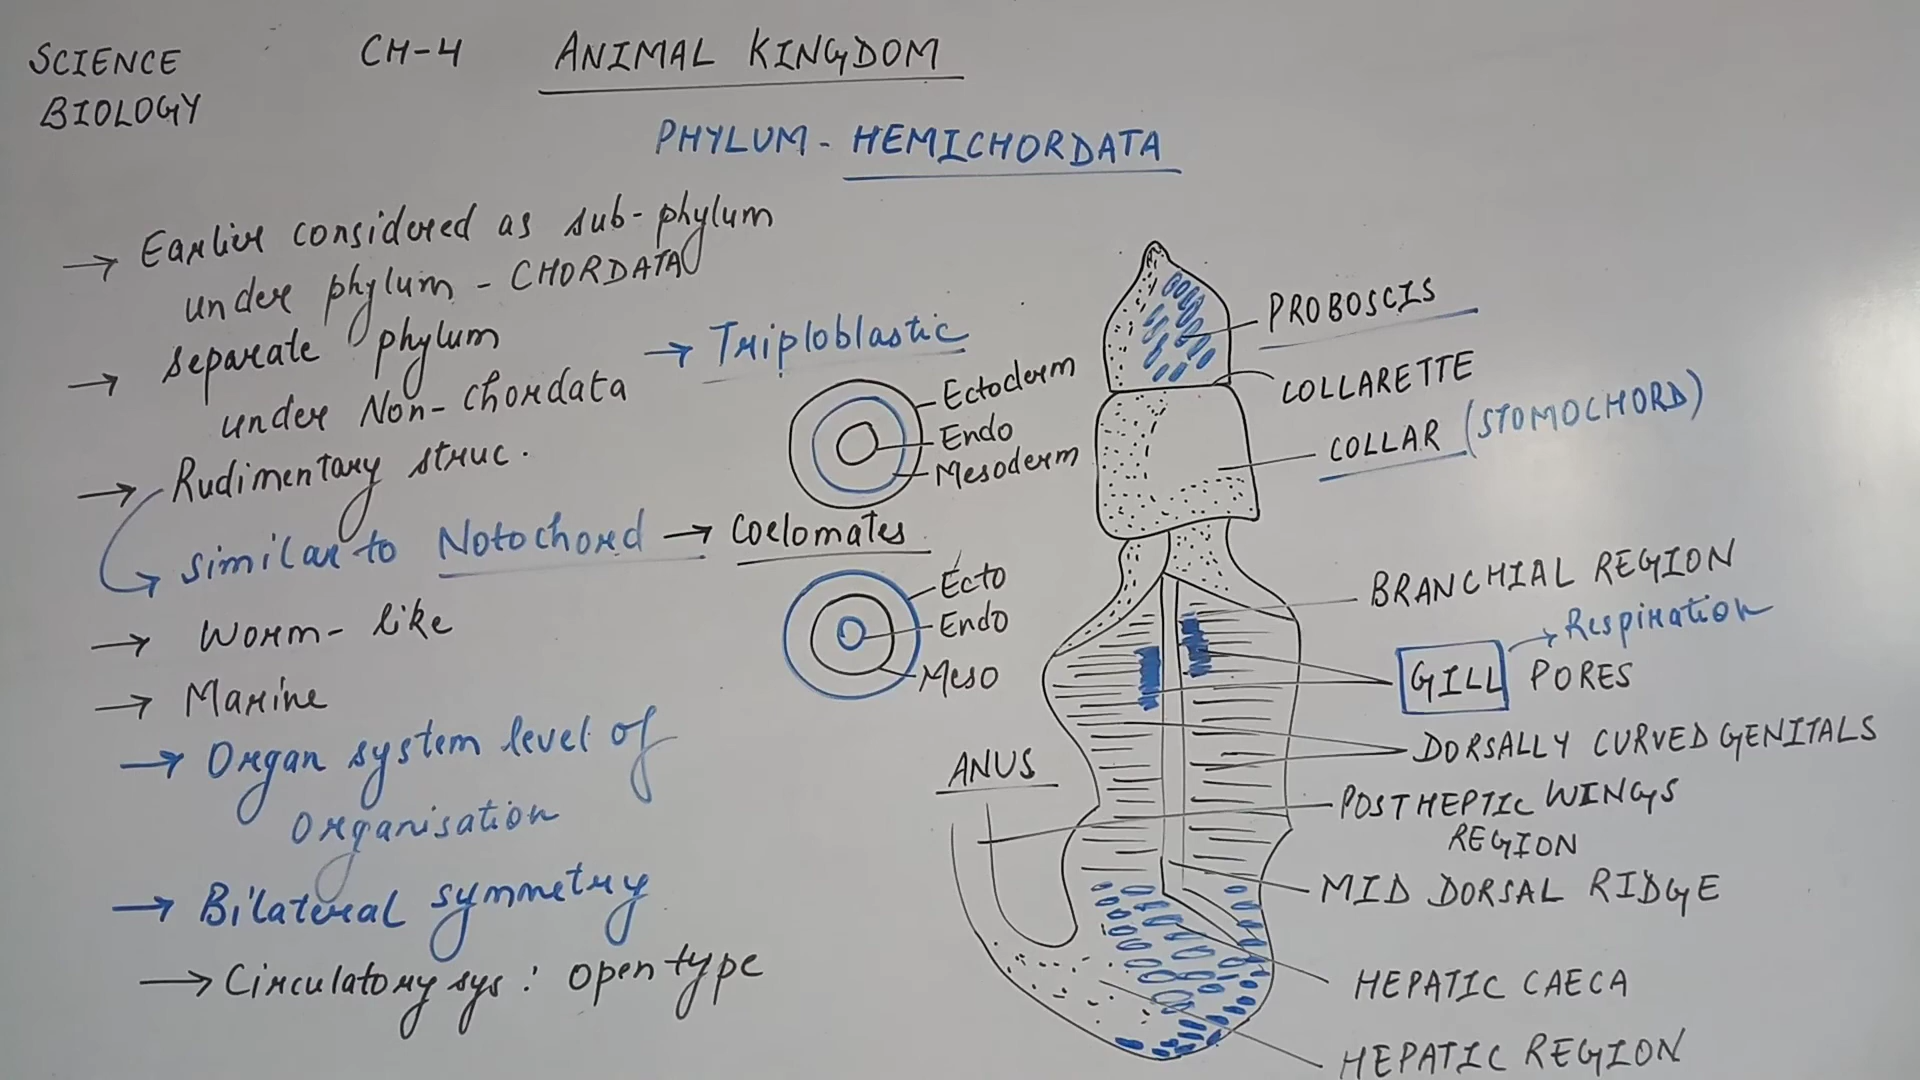 SCIENCE
BIOLOGY
CH-4 ANIMAL KINGDOM
PHYLUM - HEMICHORDATA
→ Earlier considered as sub-phylum
under phylum - CHORDATA
→ separate phylum
under Non-Chordata
→ Rudimentary struc.
similar to Notochord
→ Worm-like
→ Marine
→ Organ system level of
Organisation
→ Bilateral symmetry
→ Circulatory sys: open type
→ Triploblastic
Ectoderm
Endo
Mesoderm
→ Coelomates
Ecto
Endo
Meso
PROBOSCIS
COLLARETTE
COLLAR (STOMOCHORD)
BRANCHIAL REGION
→ Respiration
GILL PORES
DORSALLY CURVED GENITALS
ANUS
POSTHEPTIC WINGS
REGION
MID DORSAL RIDGE
HEPATIC CAECA
HEPATIC REGION